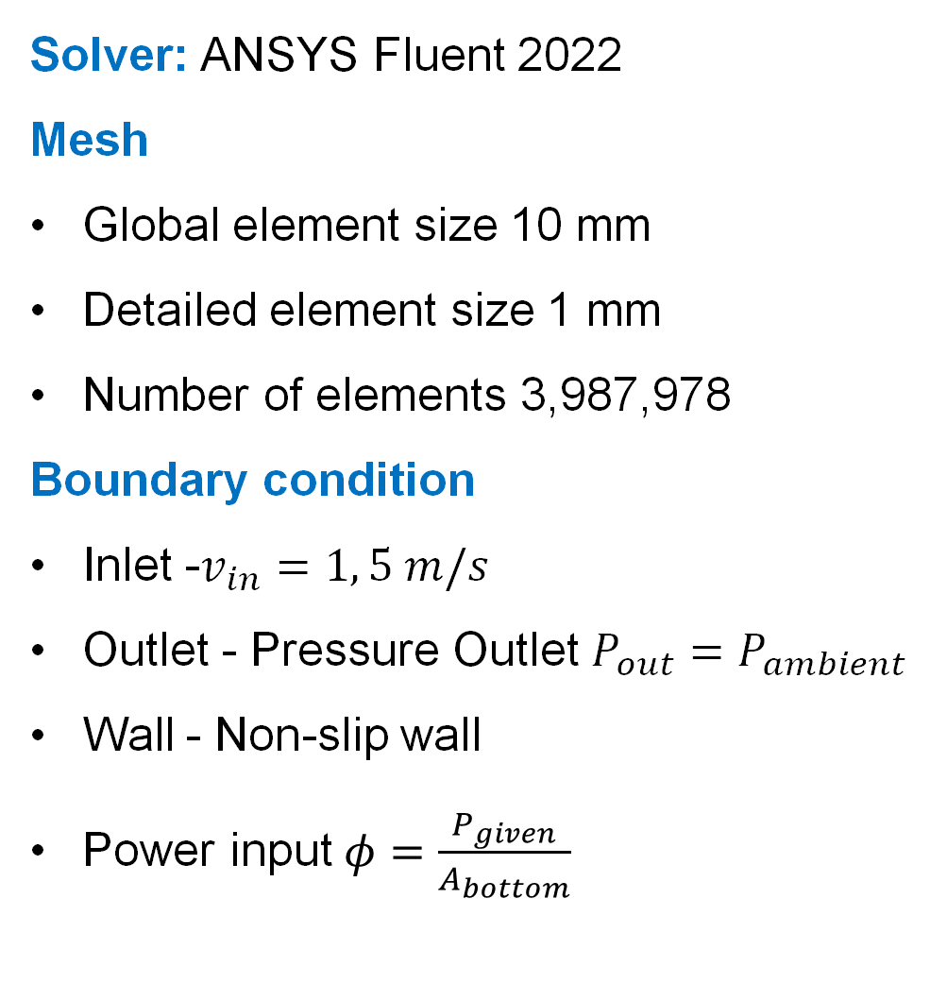 Solver: ANSYS Fluent 2022
Mesh
• Global element size 10 mm
• Detailed element size 1 mm
• Number of elements 3,987,978
Boundary condition
• Inlet -$v_{in} = 1,5\ m/s$
• Outlet - Pressure Outlet $P_{out} = P_{ambient}$
• Wall - Non-slip wall
• Power input $\phi = \frac{P_{given}}{A_{bottom}}$